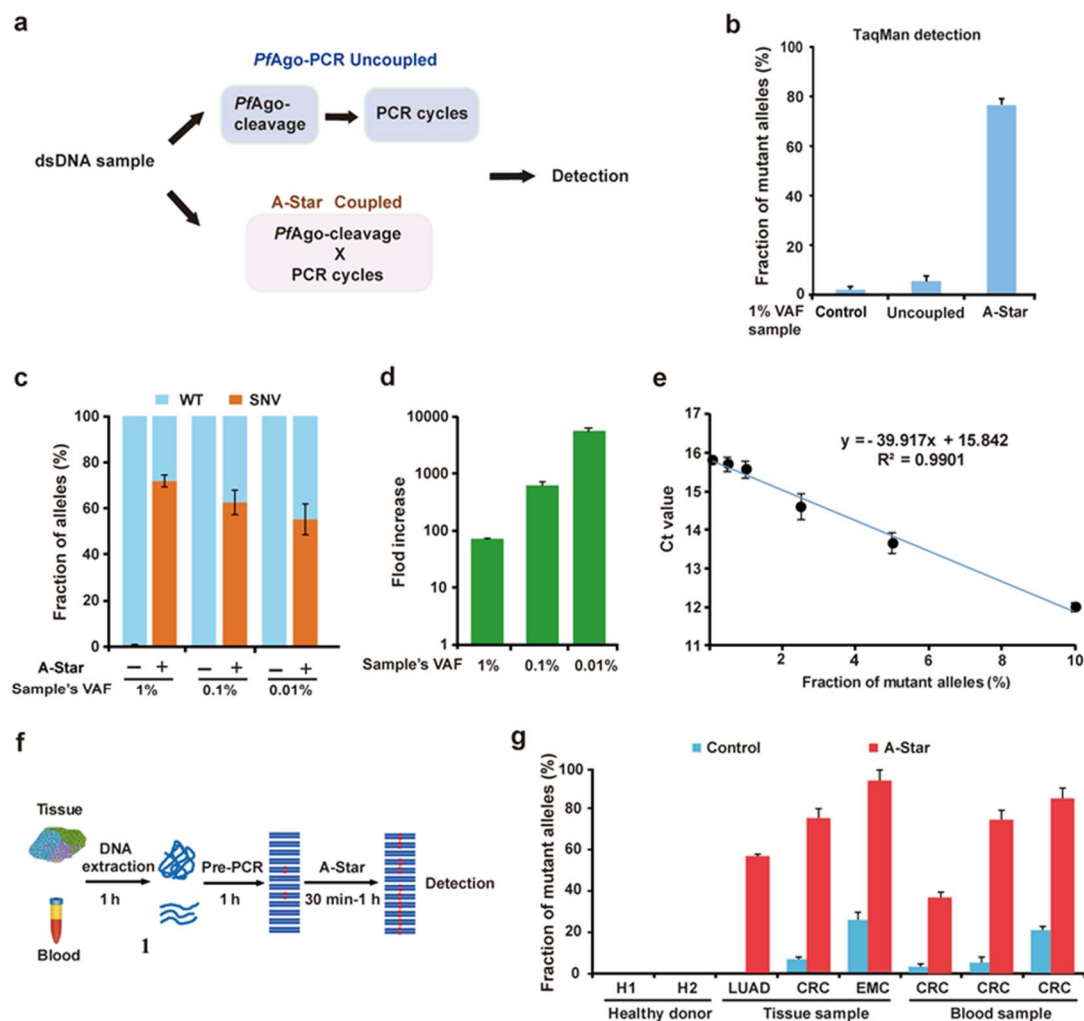 a
PfAgo-PCR Uncoupled
PfAgo-
cleavage
PCR cycles
dsDNA sample
Detection
A-Star Coupled
PfAgo-cleavage
X
PCR cycles
b
TaqMan detection
Fraction of mutant alleles (%)
100
80
60
40
20
0
1% VAF
sample
Control
Uncoupled
A-Star
c
WT
SNV
Fraction of alleles (%)
100
80
60
40
20
0
A-Star
− + − + − +
Sample's VAF
1% 0.1% 0.01%
d
Flod increase
10000
1000
100
10
1
Sample's VAF
1% 0.1% 0.01%
e
Ct value
17
16
15
14
13
12
11
y = - 39.917x + 15.842
R² = 0.9901
2 4 6 8 10
Fraction of mutant alleles (%)
f
Tissue
Blood
DNA
extraction
1 h
1
Pre-PCR
1 h
A-Star
30 min-1 h
Detection
g
Control
A-Star
Fraction of mutant alleles (%)
100
80
60
40
20
0
H1 H2 LUAD CRC EMC CRC CRC CRC
Healthy donor Tissue sample Blood sample